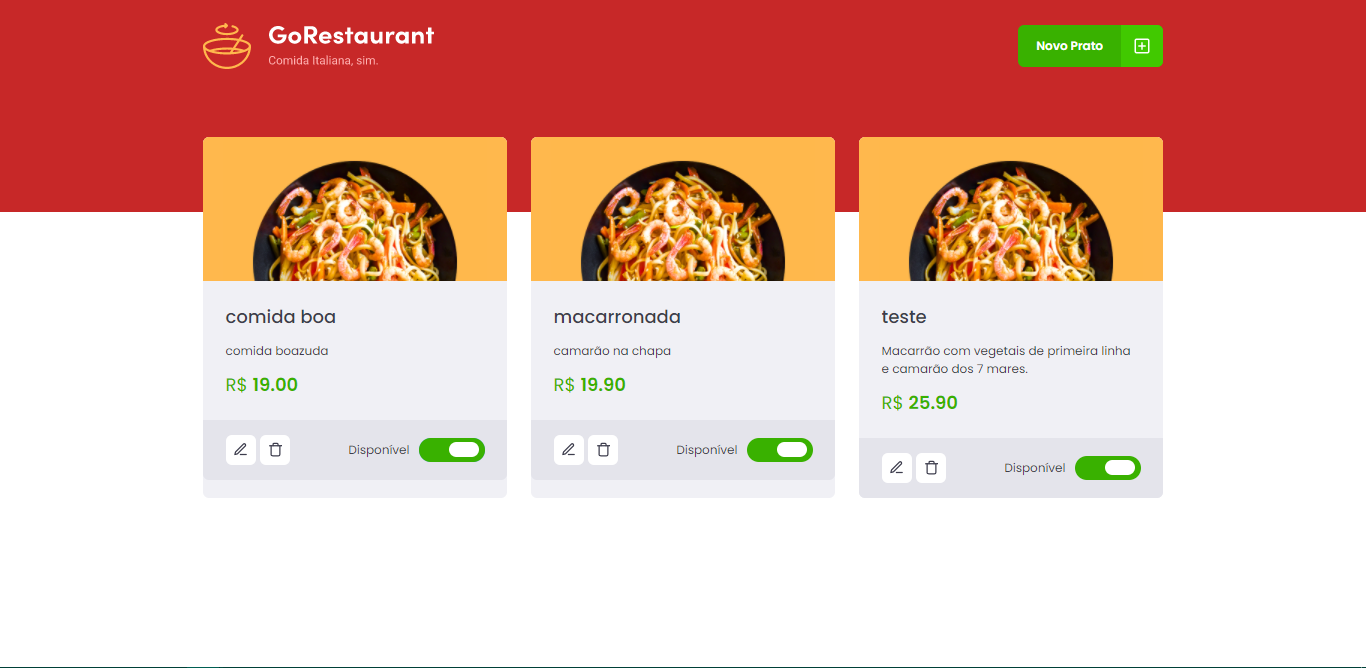 GoRestaurant
Comida Italiana, sim.
Novo Prato
comida boa
comida boazuda
R$ 19.00
Disponível
macarronada
camarão na chapa
R$ 19.90
Disponível
teste
Macarrão com vegetais de primeira linha
e camarão dos 7 mares.
R$ 25.90
Disponível